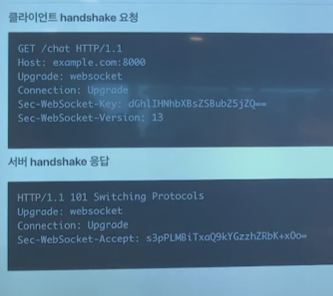 클라이언트 handshake 요청
GET /chat HTTP/1.1
Host: example.com:8000
Upgrade: websocket
Connection: Upgrade
Sec-WebSocket-Key: dGhlIHNhbXBsZSBub25jZQ==
Sec-WebSocket-Version: 13
서버 handshake 응답
HTTP/1.1 101 Switching Protocols
Upgrade: websocket
Connection: Upgrade
Sec-WebSocket-Accept: s3pPLMBiTxaQ9kYGzzhZRbK+xOo=